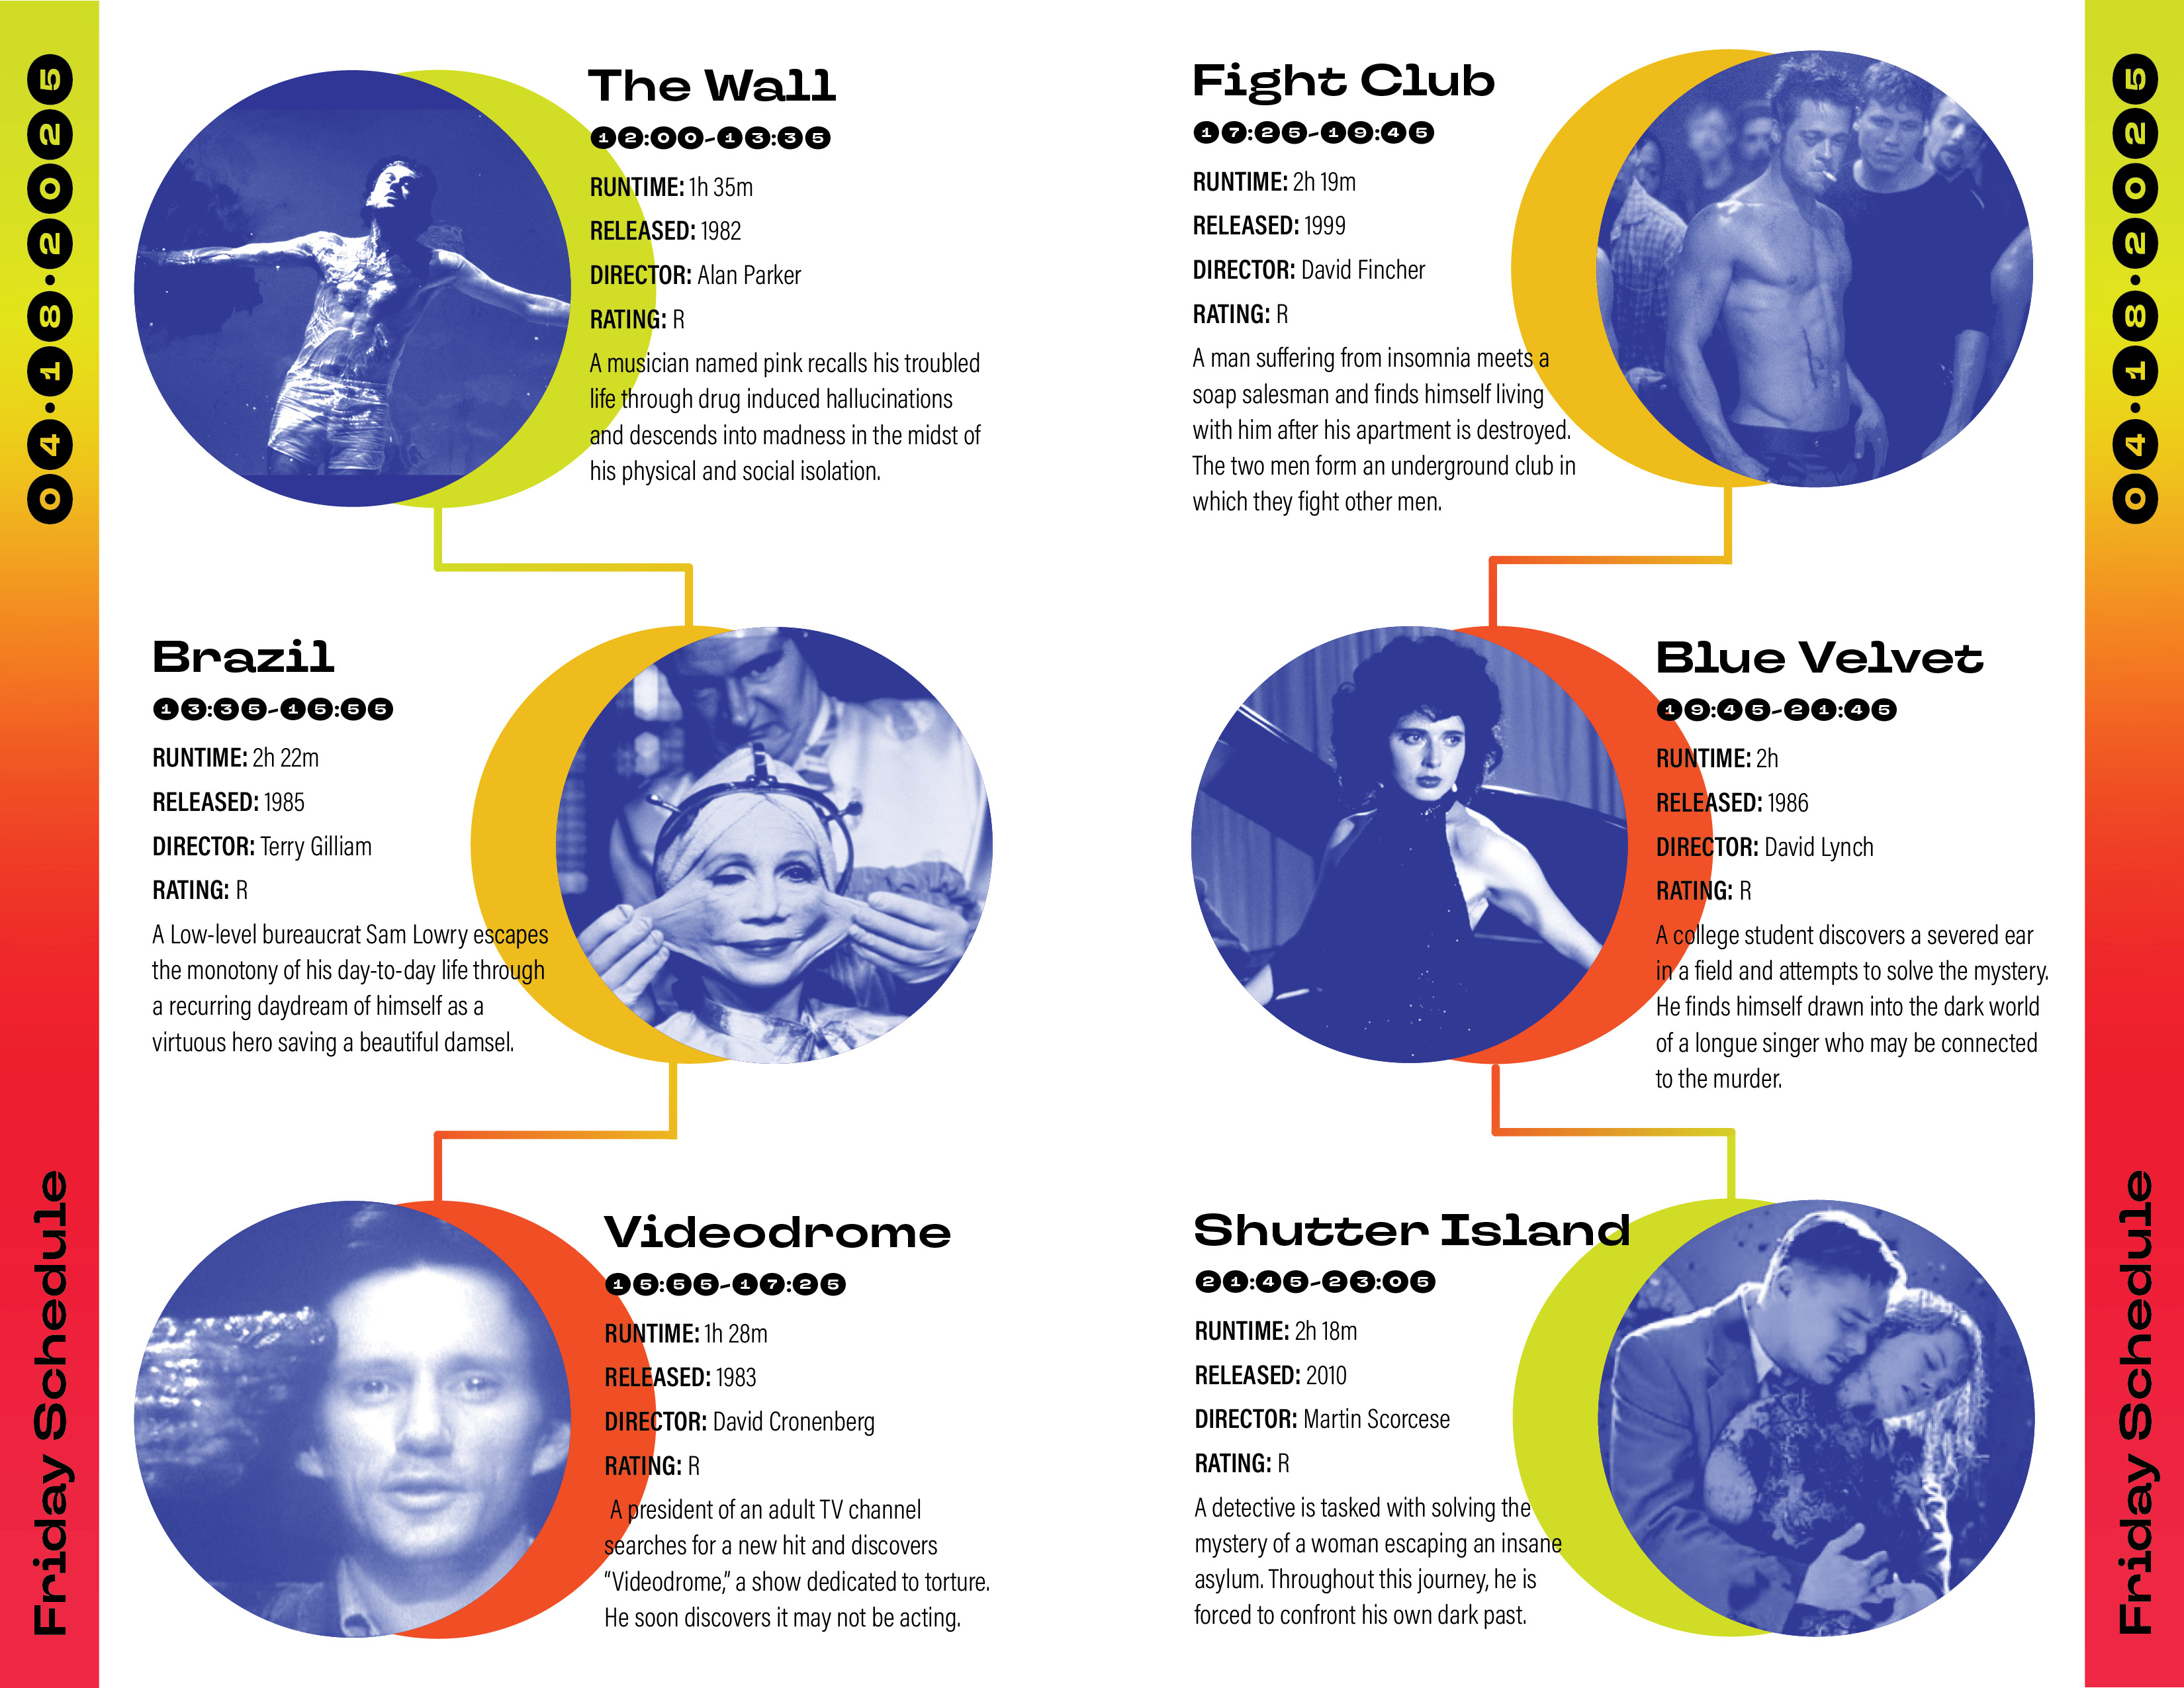 04·18·2025
Friday Schedule
The Wall
12:00-13:35
RUNTIME: 1h 35m
RELEASED: 1982
DIRECTOR: Alan Parker
RATING: R
A musician named pink recalls his troubled
life through drug induced hallucinations
and descends into madness in the midst of
his physical and social isolation.
Brazil
13:35-15:55
RUNTIME: 2h 22m
RELEASED: 1985
DIRECTOR: Terry Gilliam
RATING: R
A Low-level bureaucrat Sam Lowry escapes
the monotony of his day-to-day life through
a recurring daydream of himself as a
virtuous hero saving a beautiful damsel.
Videodrome
15:55-17:25
RUNTIME: 1h 28m
RELEASED: 1983
DIRECTOR: David Cronenberg
RATING: R
A president of an adult TV channel
searches for a new hit and discovers
“Videodrome,” a show dedicated to torture.
He soon discovers it may not be acting.
Fight Club
17:25-19:45
RUNTIME: 2h 19m
RELEASED: 1999
DIRECTOR: David Fincher
RATING: R
A man suffering from insomnia meets a
soap salesman and finds himself living
with him after his apartment is destroyed.
The two men form an underground club in
which they fight other men.
Blue Velvet
19:45-21:45
RUNTIME: 2h
RELEASED: 1986
DIRECTOR: David Lynch
RATING: R
A college student discovers a severed ear
in a field and attempts to solve the mystery.
He finds himself drawn into the dark world
of a longue singer who may be connected
to the murder.
Shutter Island
21:45-23:05
RUNTIME: 2h 18m
RELEASED: 2010
DIRECTOR: Martin Scorcese
RATING: R
A detective is tasked with solving the
mystery of a woman escaping an insane
asylum. Throughout this journey, he is
forced to confront his own dark past.
04·18·2025
Friday Schedule